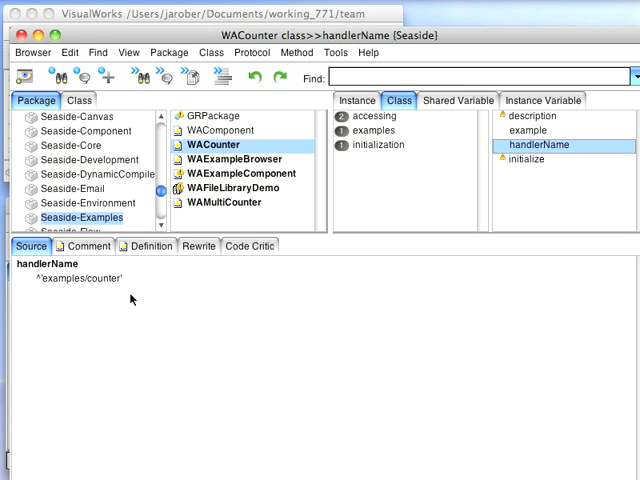 VisualWorks /Users/jarober/Documents/working_771/team
WACounter class>>handlerName {Seaside}
Browser Edit Find View Package Class Protocol Method Tools Help
Find:
Package Class
Instance Class Shared Variable Instance Variable
Seaside-Canvas
Seaside-Component
Seaside-Core
Seaside-Development
Seaside-DynamicCompile
Seaside-Email
Seaside-Environment
Seaside-Examples
GRPackage
WAComponent
WACounter
WAExampleBrowser
WAExampleComponent
WAFileLibraryDemo
WAMultiCounter
2 accessing
1 examples
1 initialization
description
example
handlerName
initialize
Source Comment Definition Rewrite Code Critic
handlerName
^'examples/counter'